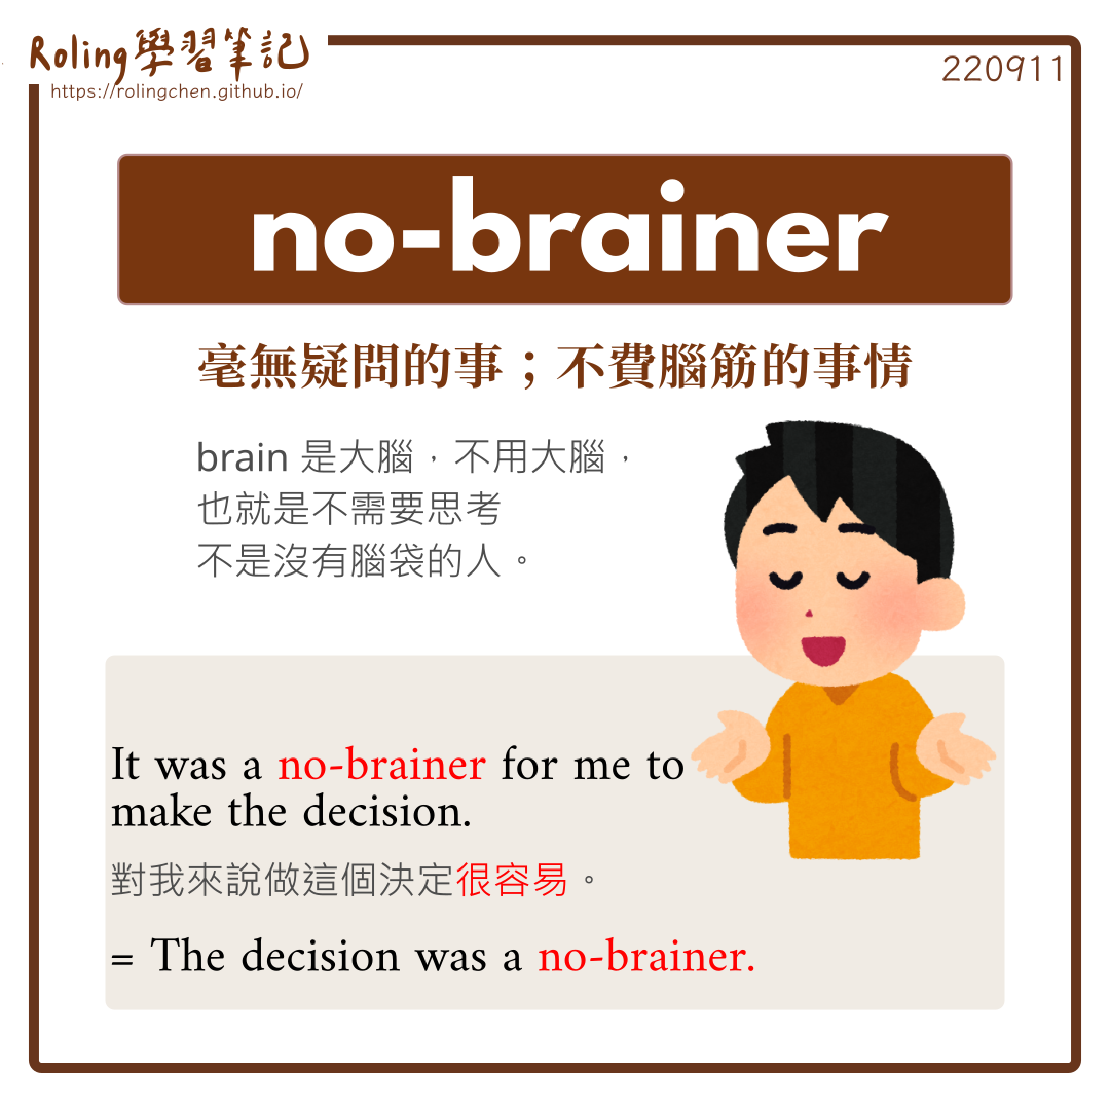 Roling學習筆記
https://rolingchen.github.io/
220911
no-brainer
毫無疑問的事；不費腦筋的事情
brain 是大腦，不用大腦，
也就是不需要思考
不是沒有腦袋的人。
It was a no-brainer for me to
make the decision.
對我來說做這個決定很容易。
= The decision was a no-brainer.